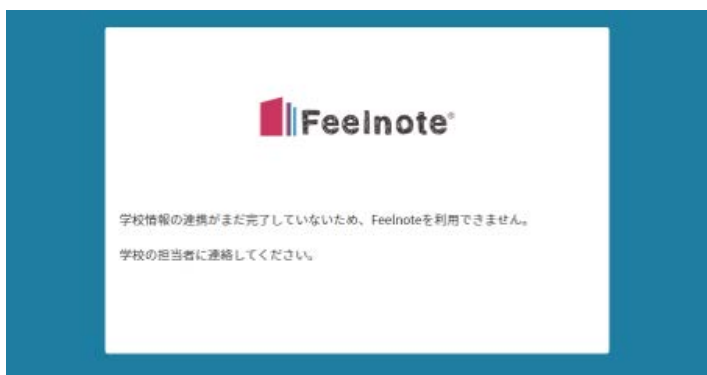 Feelnote®
学校情報の連携がまだ完了していないため、Feelnoteを利用できません。
学校の担当者に連絡してください。